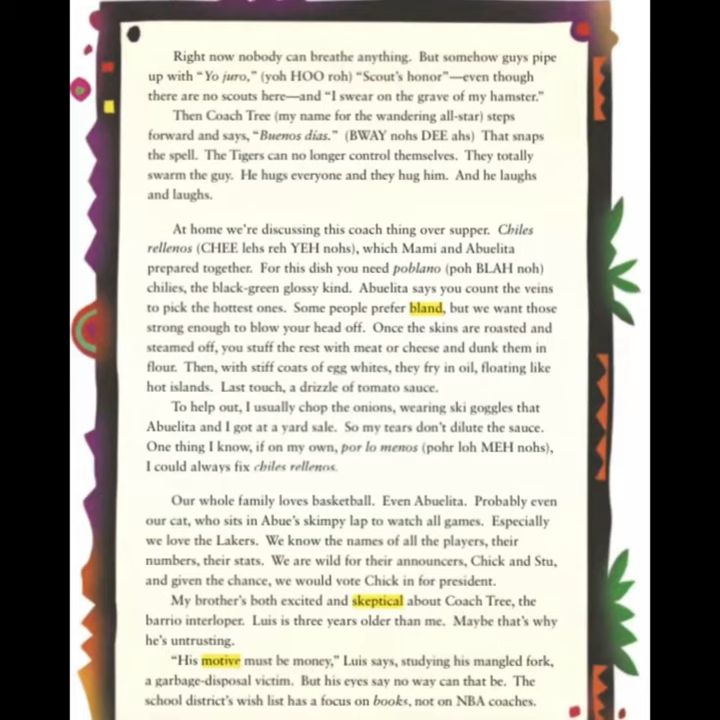 Right now nobody can breathe anything. But somehow guys pipe
up with “Yo juro,” (yoh HOO roh) “Scout's honor”—even though
there are no scouts here—and “I swear on the grave of my hamster.”
Then Coach Tree (my name for the wandering all-star) steps
forward and says, “Buenos días.” (BWAY nohs DEE ahs) That snaps
the spell. The Tigers can no longer control themselves. They totally
swarm the guy. He hugs everyone and they hug him. And he laughs
and laughs.
At home we're discussing this coach thing over supper. Chiles
rellenos (CHEE lehs reh YEH nohs), which Mami and Abuelita
prepared together. For this dish you need poblano (poh BLAH noh)
chilies, the black-green glossy kind. Abuelita says you count the veins
to pick the hottest ones. Some people prefer bland, but we want those
strong enough to blow your head off. Once the skins are roasted and
steamed off, you stuff the rest with meat or cheese and dunk them in
flour. Then, with stiff coats of egg whites, they fry in oil, floating like
hot islands. Last touch, a drizzle of tomato sauce.
To help out, I usually chop the onions, wearing ski goggles that
Abuelita and I got at a yard sale. So my tears don't dilute the sauce.
One thing I know, if on my own, por lo menos (pohr loh MEH nohs),
I could always fix chiles rellenos.
Our whole family loves basketball. Even Abuelita. Probably even
our cat, who sits in Abue's skimpy lap to watch all games. Especially
we love the Lakers. We know the names of all the players, their
numbers, their stats. We are wild for their announcers, Chick and Stu,
and given the chance, we would vote Chick in for president.
My brother's both excited and skeptical about Coach Tree, the
barrio interloper. Luis is three years older than me. Maybe that's why
he's untrusting.
“His motive must be money,” Luis says, studying his mangled fork,
a garbage-disposal victim. But his eyes say no way can that be. The
school district's wish list has a focus on books, not on NBA coaches.